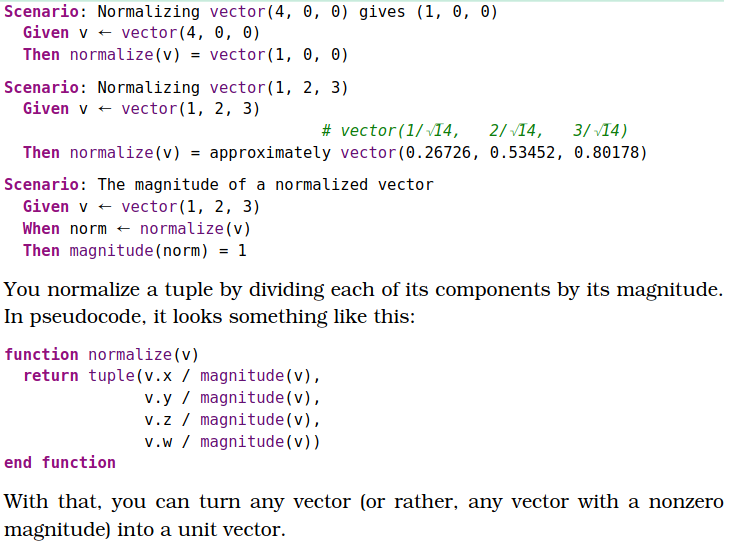 Scenario: Normalizing vector(4, 0, 0) gives (1, 0, 0)
Given v ← vector(4, 0, 0)
Then normalize(v) = vector(1, 0, 0)
Scenario: Normalizing vector(1, 2, 3)
Given v ← vector(1, 2, 3)
# vector(1/√14, 2/√14, 3/√14)
Then normalize(v) = approximately vector(0.26726, 0.53452, 0.80178)
Scenario: The magnitude of a normalized vector
Given v ← vector(1, 2, 3)
When norm ← normalize(v)
Then magnitude(norm) = 1
You normalize a tuple by dividing each of its components by its magnitude.
In pseudocode, it looks something like this:
function normalize(v)
return tuple(v.x / magnitude(v),
v.y / magnitude(v),
v.z / magnitude(v),
v.w / magnitude(v))
end function
With that, you can turn any vector (or rather, any vector with a nonzero
magnitude) into a unit vector.